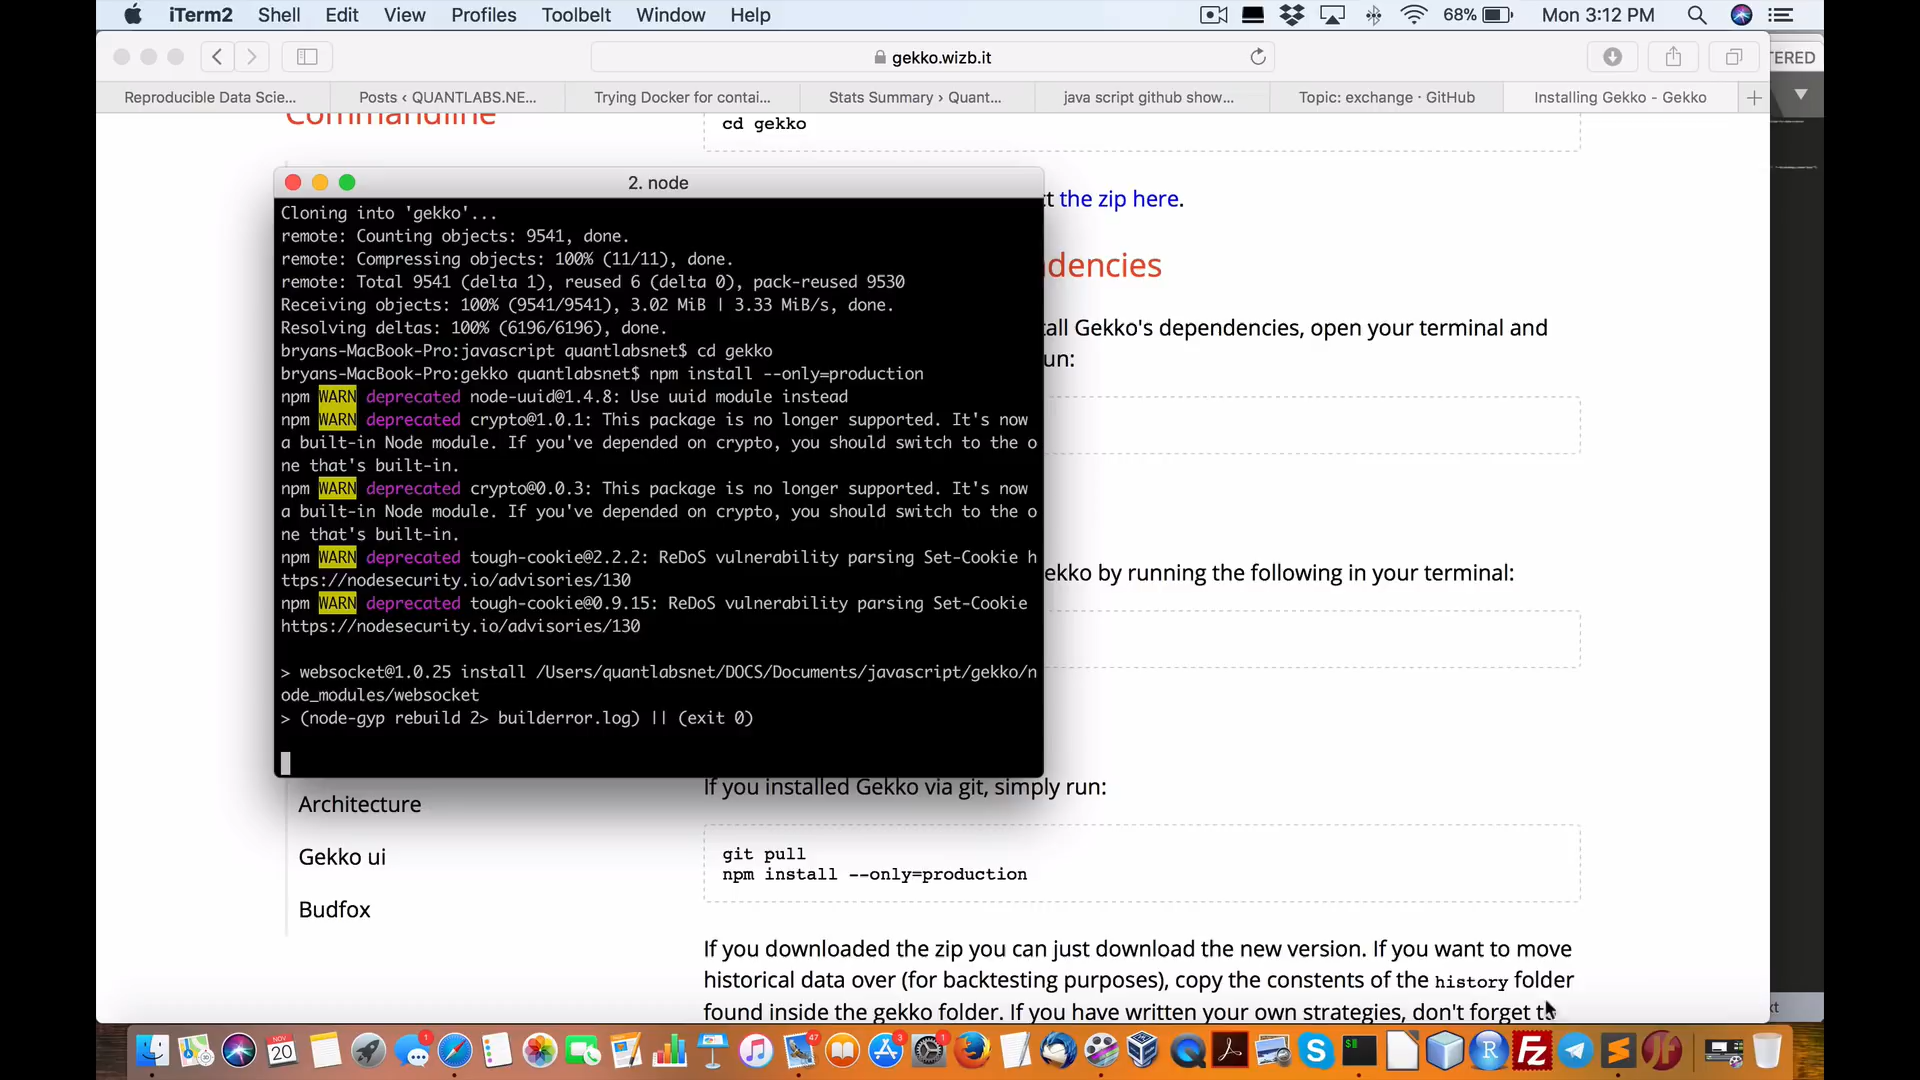 iTerm2 Shell Edit View Profiles Toolbelt Window Help 68% Mon 3:12 PM
gekko.wizb.it
TERED
Reproducible Data Scie... Posts ‹ QUANTLABS.NE... Trying Docker for contai... Stats Summary › Quant... java script github show... Topic: exchange · GitHub Installing Gekko - Gekko
Commandline
cd gekko
2. node
Cloning into 'gekko'...
remote: Counting objects: 9541, done.
remote: Compressing objects: 100% (11/11), done.
remote: Total 9541 (delta 1), reused 6 (delta 0), pack-reused 9530
Receiving objects: 100% (9541/9541), 3.02 MiB | 3.33 MiB/s, done.
Resolving deltas: 100% (6196/6196), done.
bryans-MacBook-Pro:javascript quantlabsnet$ cd gekko
bryans-MacBook-Pro:gekko quantlabsnet$ npm install --only=production
npm WARN deprecated node-uuid@1.4.8: Use uuid module instead
npm WARN deprecated crypto@1.0.1: This package is no longer supported. It's now
a built-in Node module. If you've depended on crypto, you should switch to the o
ne that's built-in.
npm WARN deprecated crypto@0.0.3: This package is no longer supported. It's now
a built-in Node module. If you've depended on crypto, you should switch to the o
ne that's built-in.
npm WARN deprecated tough-cookie@2.2.2: ReDoS vulnerability parsing Set-Cookie h
ttps://nodesecurity.io/advisories/130
npm WARN deprecated tough-cookie@0.9.15: ReDoS vulnerability parsing Set-Cookie
https://nodesecurity.io/advisories/130
> websocket@1.0.25 install /Users/quantlabsnet/DOCS/Documents/javascript/gekko/n
ode_modules/websocket
> (node-gyp rebuild 2> builderror.log) || (exit 0)
ct the zip here.
dencies
tall Gekko's dependencies, open your terminal and
un:
ekko by running the following in your terminal:
Architecture
Gekko ui
Budfox
If you installed Gekko via git, simply run:
git pull
npm install --only=production
If you downloaded the zip you can just download the new version. If you want to move
historical data over (for backtesting purposes), copy the constents of the history folder
found inside the gekko folder. If you have written your own strategies, don't forget t
xt
NOV
20
1
47
3
1
$
S
R
Fz